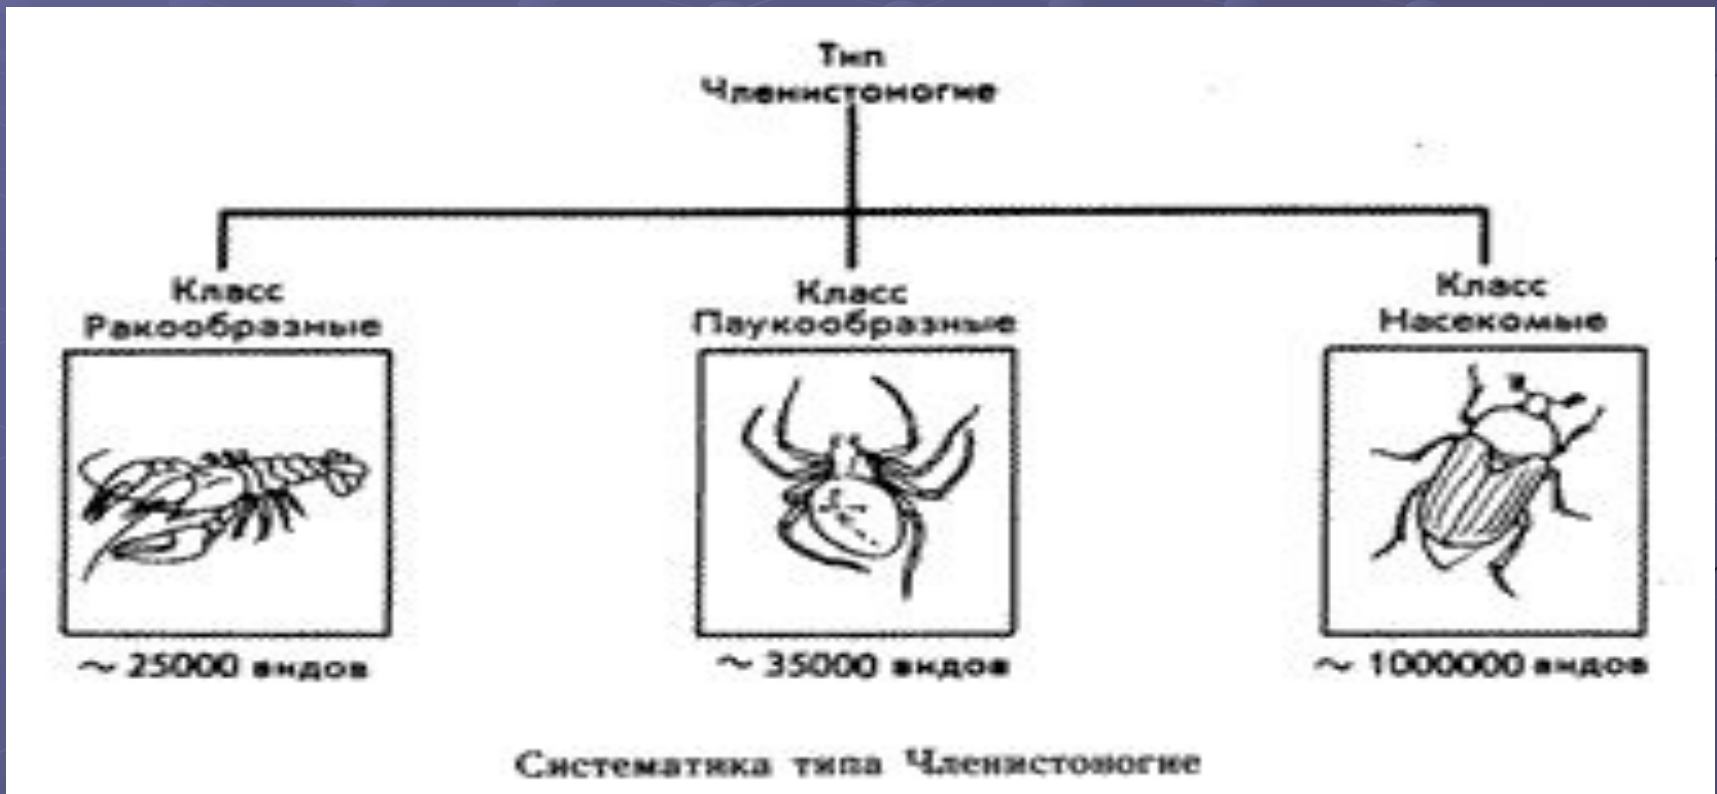 Тип
Членистоногие
Класс
Ракообразные
Класс
Паукообразные
Класс
Насекомые
~ 25000 видов
~ 35000 видов
~ 1000000 видов
Систематика типа Членистоногие